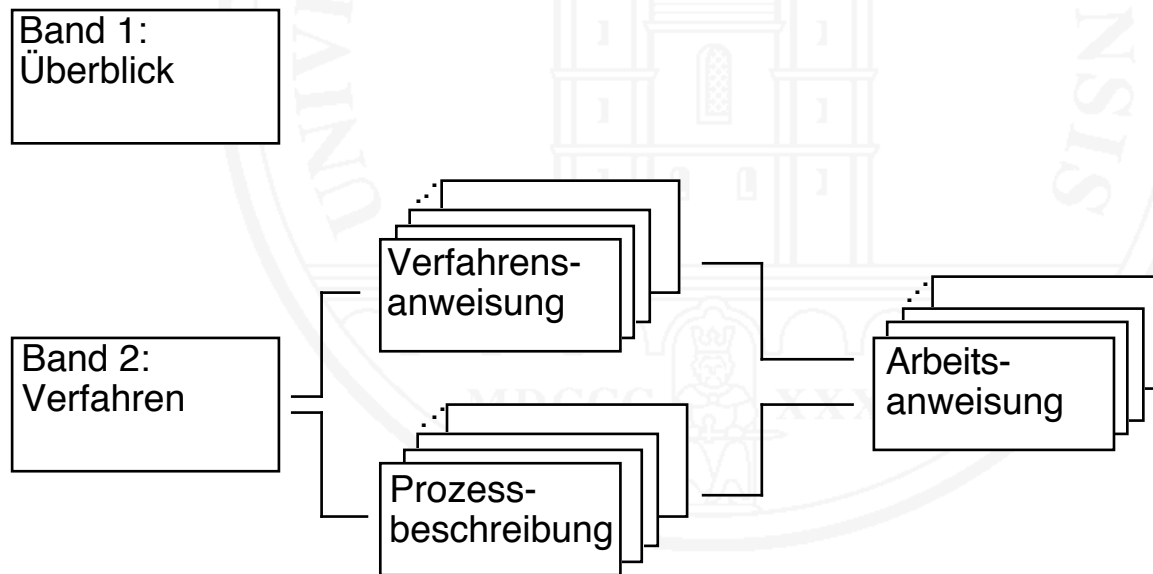 Band 1:
Überblick
Verfahrens-
anweisung
Band 2:
Verfahren
Arbeits-
anweisung
Prozess-
beschreibung